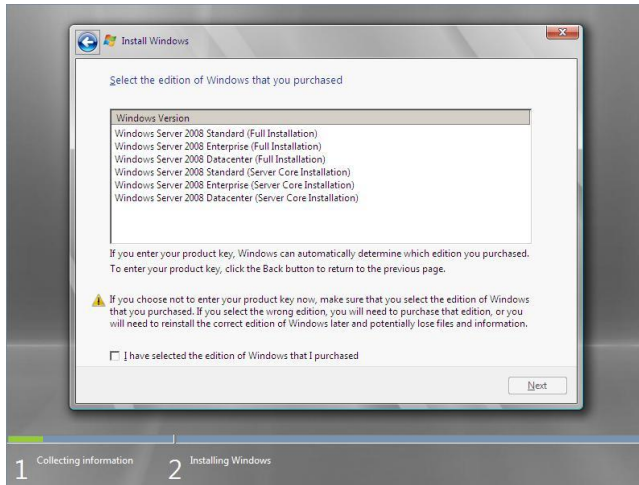 Install Windows
Select the edition of Windows that you purchased
Windows Version
Windows Server 2008 Standard (Full Installation)
Windows Server 2008 Enterprise (Full Installation)
Windows Server 2008 Datacenter (Full Installation)
Windows Server 2008 Standard (Server Core Installation)
Windows Server 2008 Enterprise (Server Core Installation)
Windows Server 2008 Datacenter (Server Core Installation)
If you enter your product key, Windows can automatically determine which edition you purchased.
To enter your product key, click the Back button to return to the previous page.
If you choose not to enter your product key now, make sure that you select the edition of Windows
that you purchased. If you select the wrong edition, you will need to purchase that edition, or you
will need to reinstall the correct edition of Windows later and potentially lose files and information.
I have selected the edition of Windows that I purchased
Next
1 Collecting information 2 Installing Windows